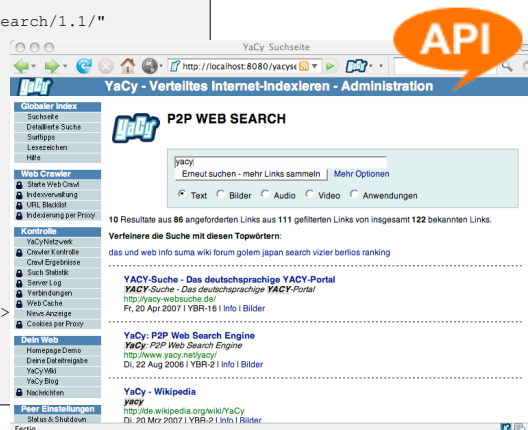 earch/1.1/"
API
YaCy Suchseite
http://localhost:8080/yacyse
YaCy
YaCy - Verteiltes Internet-Indexieren - Administration
Globaler Index
Suchseite
Detaillierte Suche
Surftipps
Lesezeichen
Hilfe
Web Crawler
Starte Web Crawl
Indexverwaltung
URL Blacklist
Indexierung per Proxy
Kontrolle
YaCy Netzwerk
Crawler Kontrolle
Crawl Ergebnisse
Such Statistik
Server Log
Verbindungen
Web Cache
News Anzeige
Cookies per Proxy
>
Dein Web
Homepage Demo
Deine Dateifreigabe
YaCy Wiki
YaCy Blog
Nachrichten
Peer Einstellungen
Status & Shutdown
YaCy
P2P WEB SEARCH
yacy
Erneut suchen - mehr Links sammeln Mehr Optionen
Text Bilder Audio Video Anwendungen
10 Resultate aus 86 angeforderten Links aus 111 gefilterten Links von insgesamt 122 bekannten Links.
Verfeinere die Suche mit diesen Topwörtern:
das und web info suma wiki forum golem japan search vizier berlios ranking
YACY-Suche - Das deutschsprachige YACY-Portal
YACY-Suche - Das deutschsprachige YACY-Portal
http://yacy-websuche.de/
Fr, 20 Apr 2007 | YBR-16 | Info | Bilder
YaCy: P2P Web Search Engine
YaCy: P2P Web Search Engine
http://www.yacy.net/yacy/
Di, 22 Aug 2006 | YBR-2 | Info | Bilder
YaCy - Wikipedia
yacy
http://de.wikipedia.org/wiki/YaCy
Di, 20 Mrz 2007 | YBR-2 | Info | Bilder
Fertig